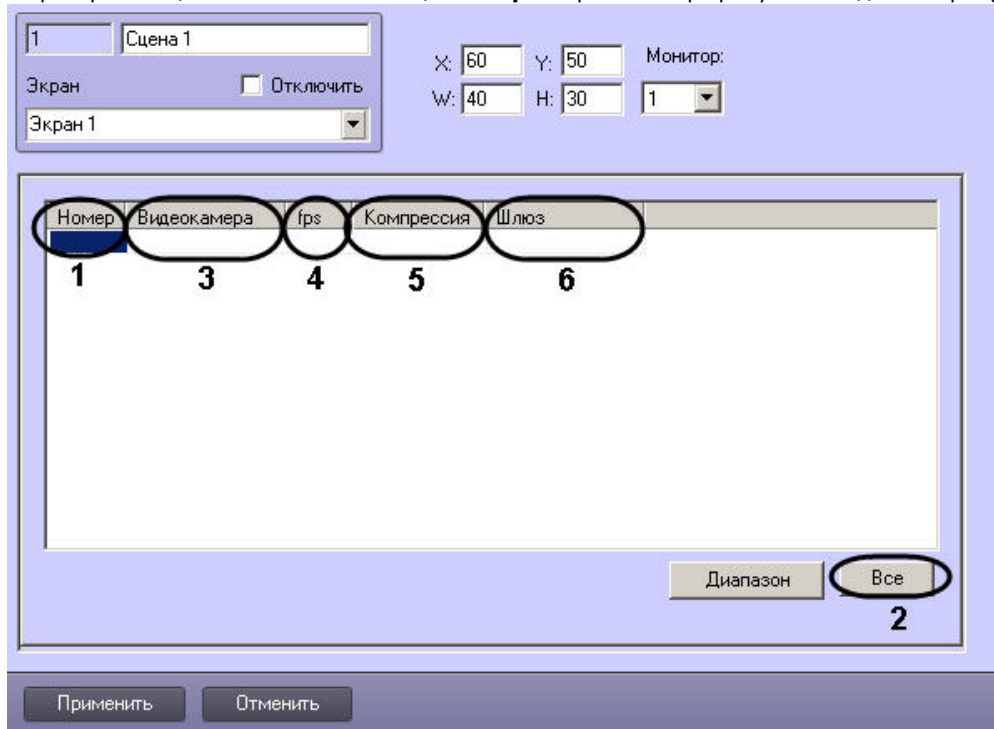 1 Сцена 1
Экран Отключить
Экран 1
X: 60 Y: 50 Монитор:
W: 40 H: 30 1
Номер Видеокамера fps Компрессия Шлюз
1 3 4 5 6
Диапазон Все
2
Применить Отменить